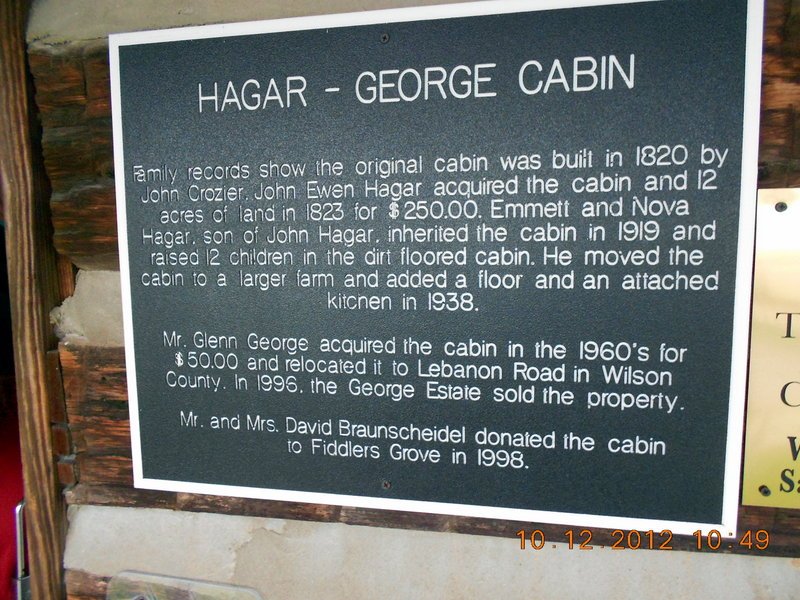 HAGAR - GEORGE CABIN
Family records show the original cabin was built in 1820 by
John Crozier. John Ewen Hagar acquired the cabin and 12
acres of land in 1823 for $250.00. Emmett and Nova
Hagar, son of John Hagar, inherited the cabin in 1919 and
raised 12 children in the dirt floored cabin. He moved the
cabin to a larger farm and added a floor and an attached
kitchen in 1938.
Mr. Glenn George acquired the cabin in the 1960's for
$50.00 and relocated it to Lebanon Road in Wilson
County. In 1996, the George Estate sold the property.
Mr. and Mrs. David Braunscheidel donated the cabin
to Fiddlers Grove in 1998.
10.12.2012 10:49